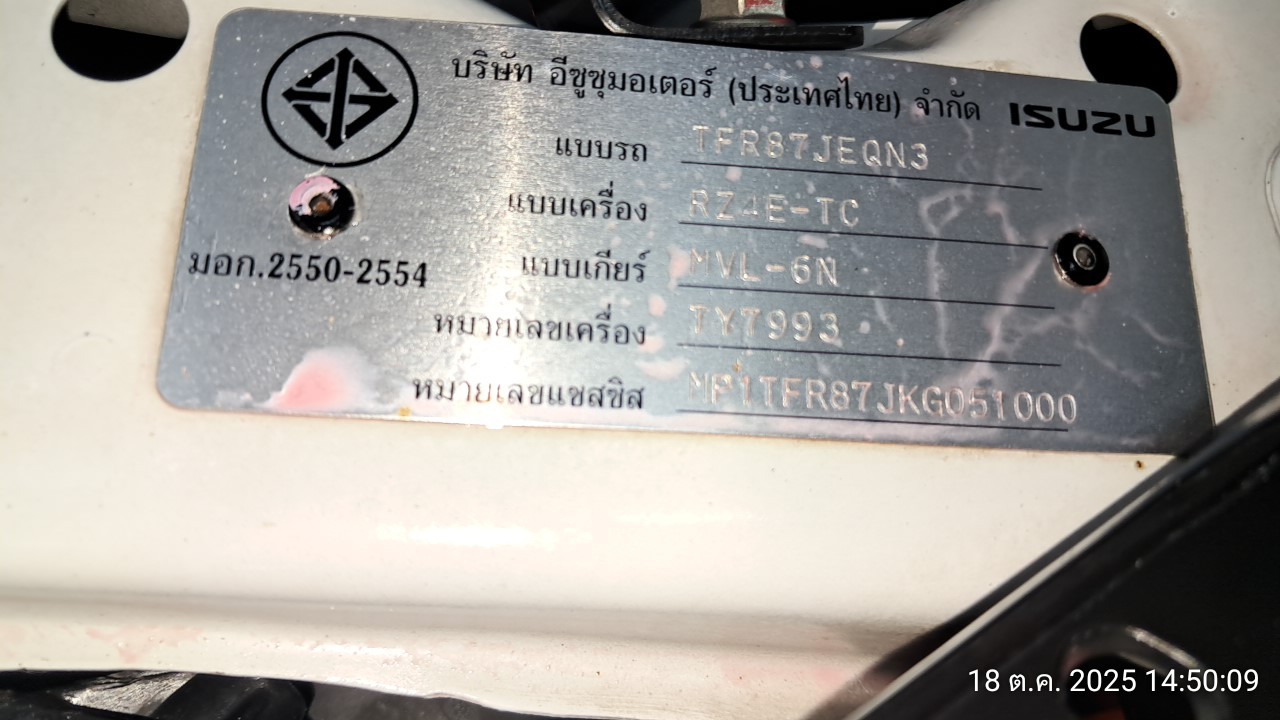 บริษัท อีซูซุมอเตอร์ (ประเทศไทย) จำกัด ISUZU
แบบรถ TFR87JEQN3
แบบเครื่อง RZ4E-TC
มอก.2550-2554
แบบเกียร์ MVL-6N
หมายเลขเครื่อง TYT993
หมายเลขแชสซิส MP1TFR87JKG051000
18 ต.ค. 2025 14:50:09